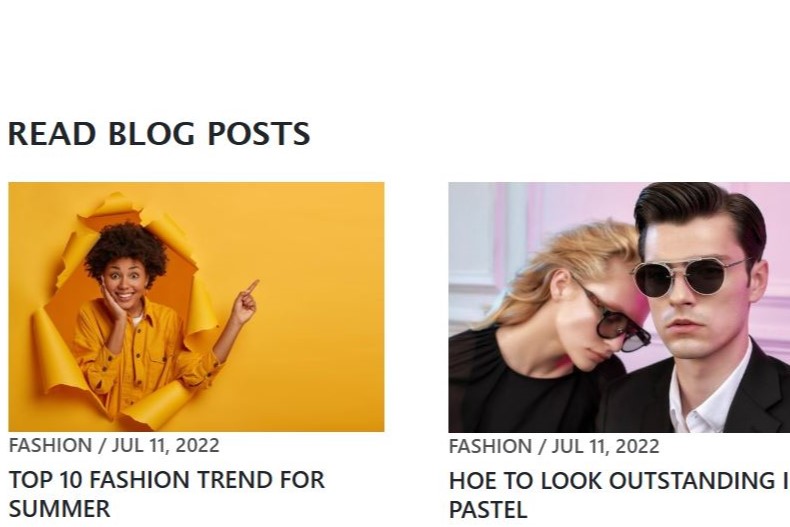 READ BLOG POSTS
FASHION / JUL 11, 2022
TOP 10 FASHION TREND FOR
SUMMER
FASHION / JUL 11, 2022
HOE TO LOOK OUTSTANDING
PASTEL